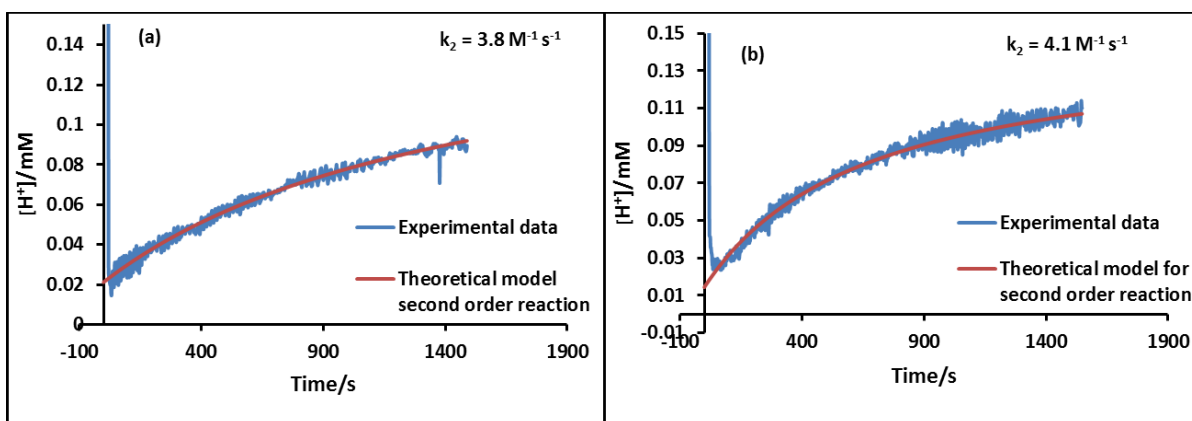 (a)
k₂ = 3.8 M⁻¹ s⁻¹
0.14
0.12
0.1
0.08
0.06
0.04
0.02
0
[H⁺]/mM
Experimental data
Theoretical model
second order reaction
-100
400
900
1400
1900
Time/s
(b)
k₂ = 4.1 M⁻¹ s⁻¹
0.15
0.13
0.11
0.09
0.07
0.05
0.03
0.01
-0.01
[H⁺]/mM
Experimental data
Theoretical model for
second order reaction
-100
400
900
1400
1900
Time/s